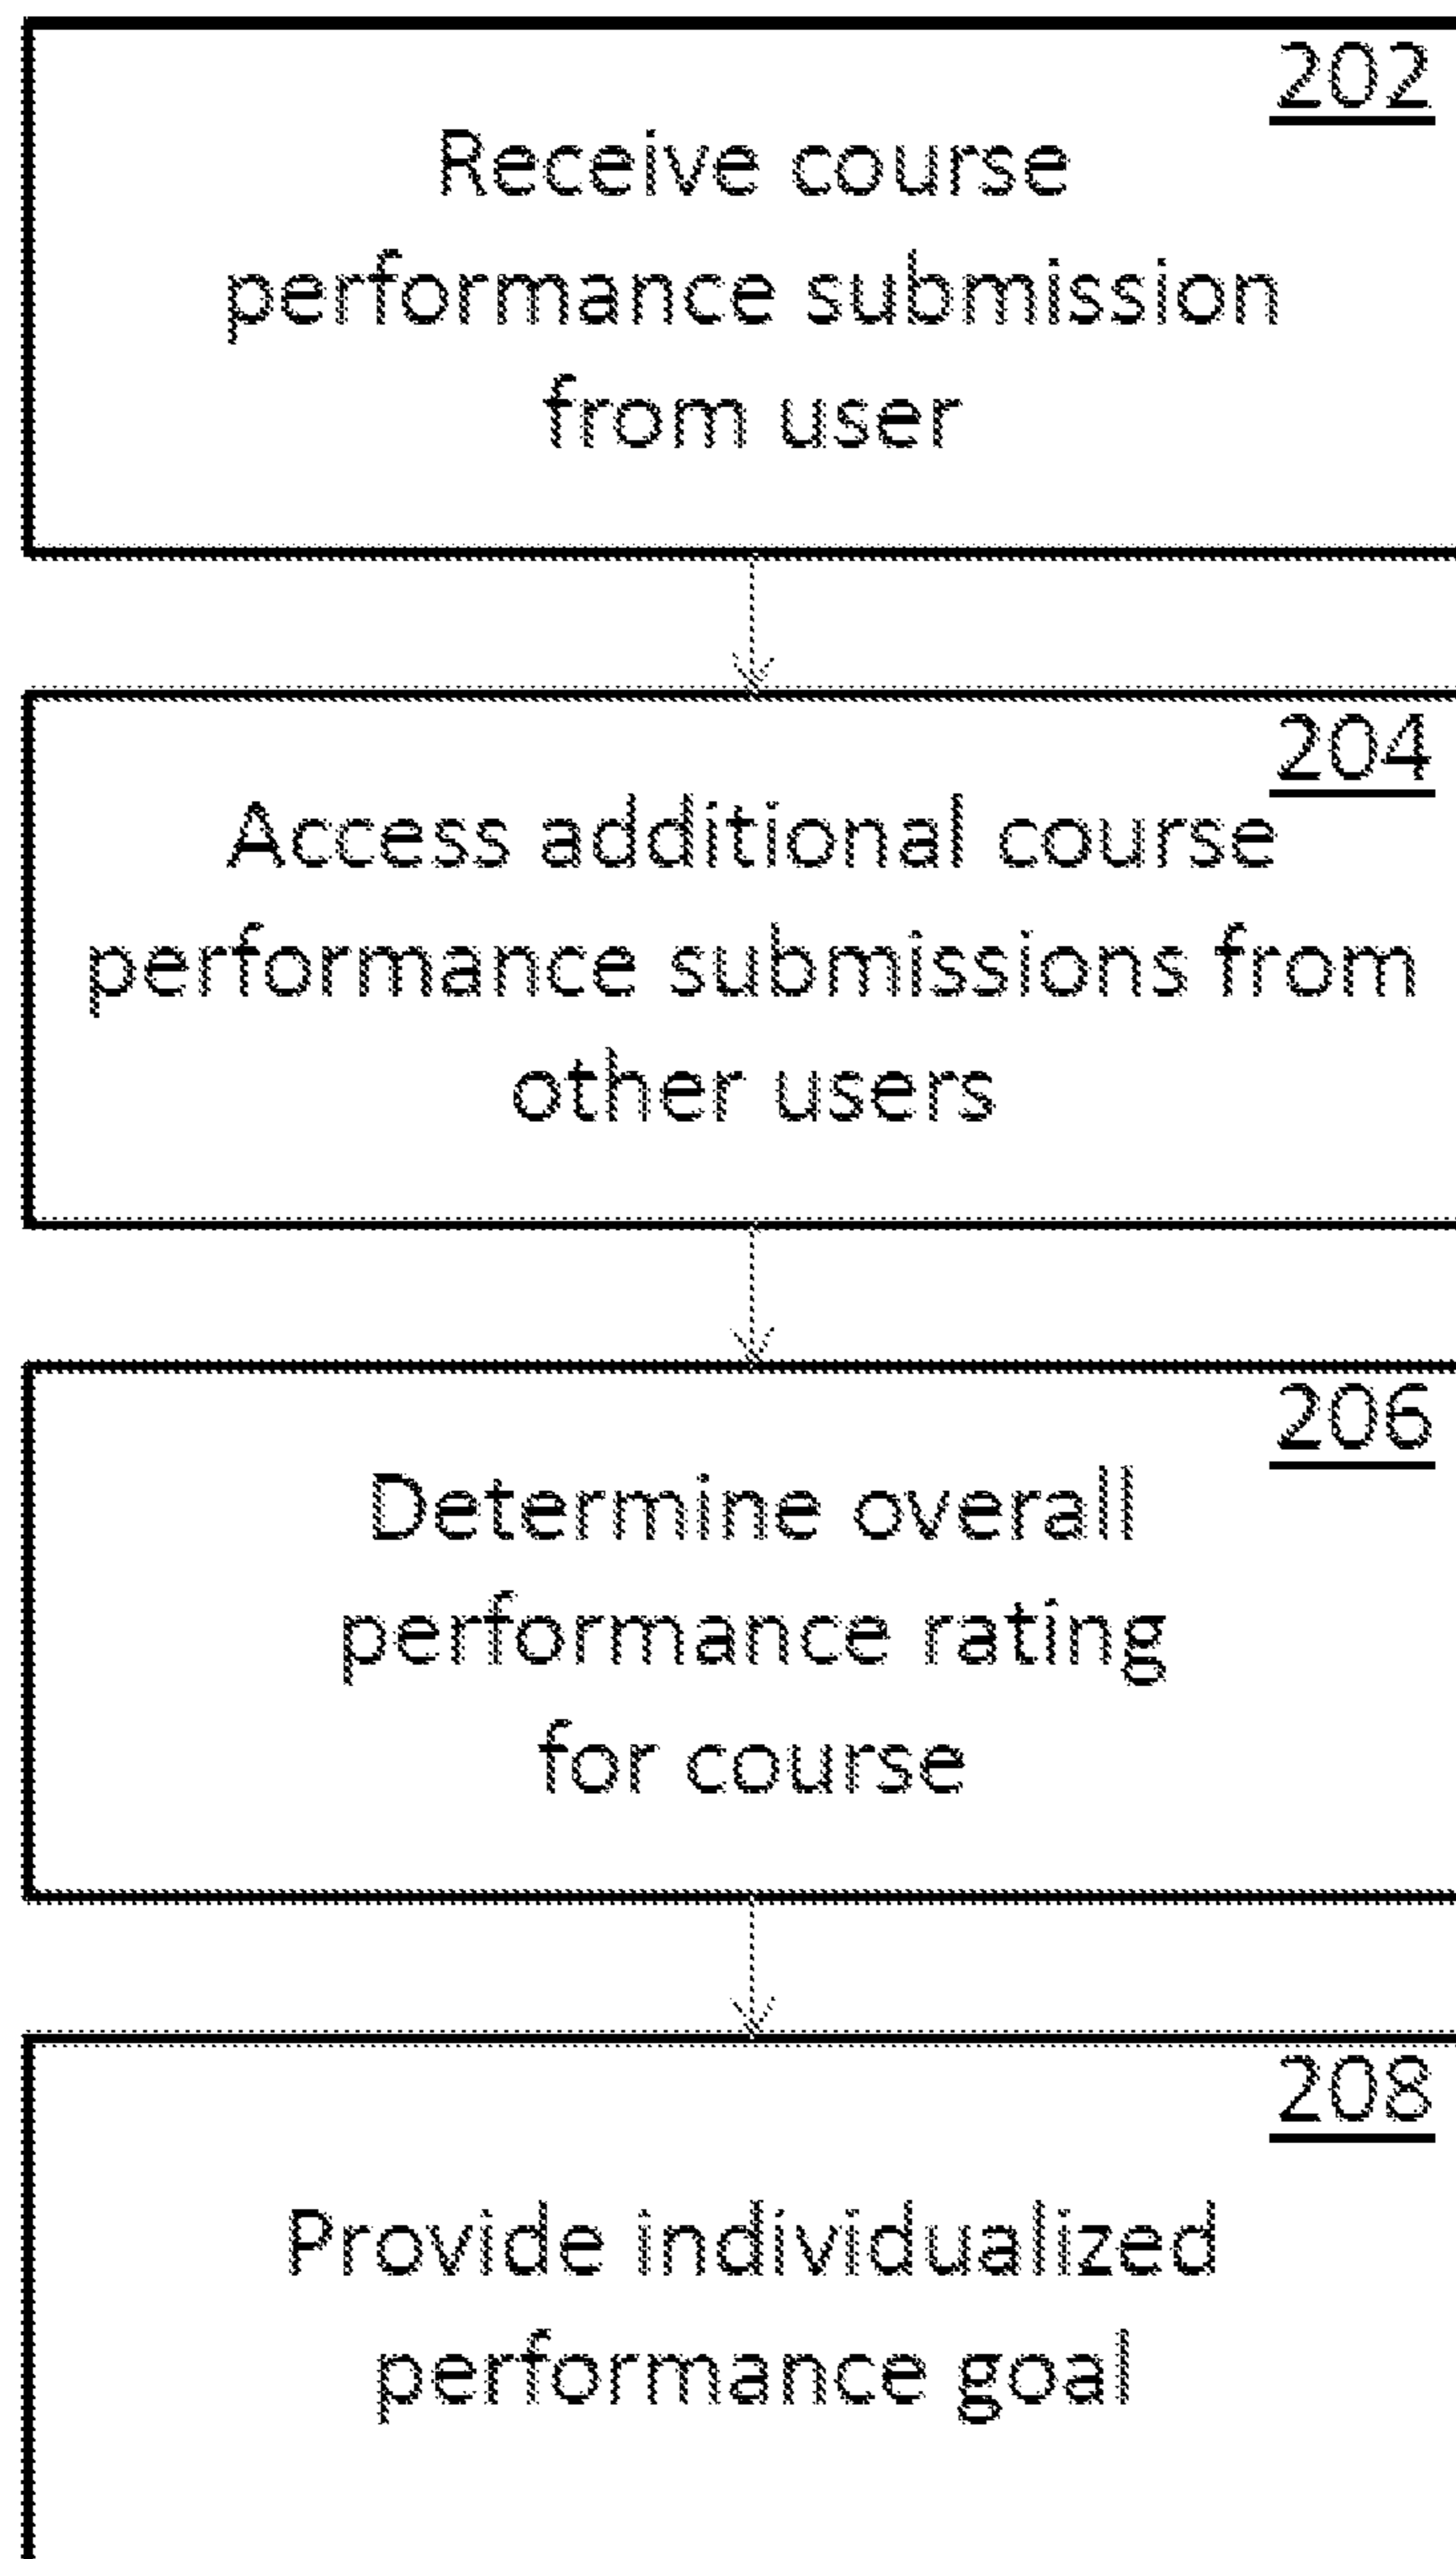 202
Receive course
performance submission
from user
204
Access additional course
performance submissions from
other users
206
Determine overall
performance rating
for course
208
Provide individualized
performance goal